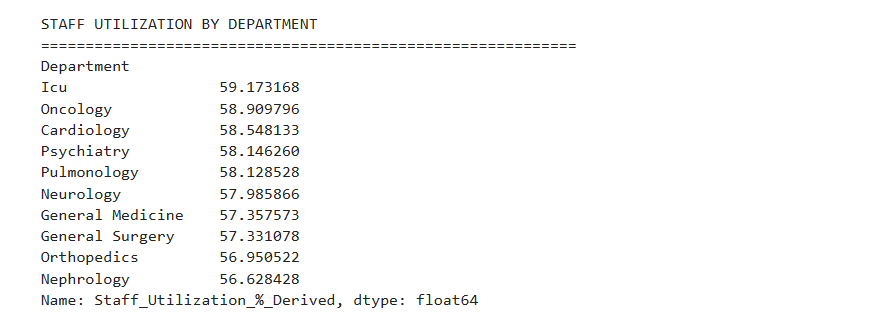 STAFF UTILIZATION BY DEPARTMENT
============================================================
Department
Icu                 59.173168
Oncology            58.909796
Cardiology          58.548133
Psychiatry          58.146260
Pulmonology         58.128528
Neurology           57.985866
General Medicine    57.357573
General Surgery     57.331078
Orthopedics         56.950522
Nephrology          56.628428
Name: Staff_Utilization_%_Derived, dtype: float64